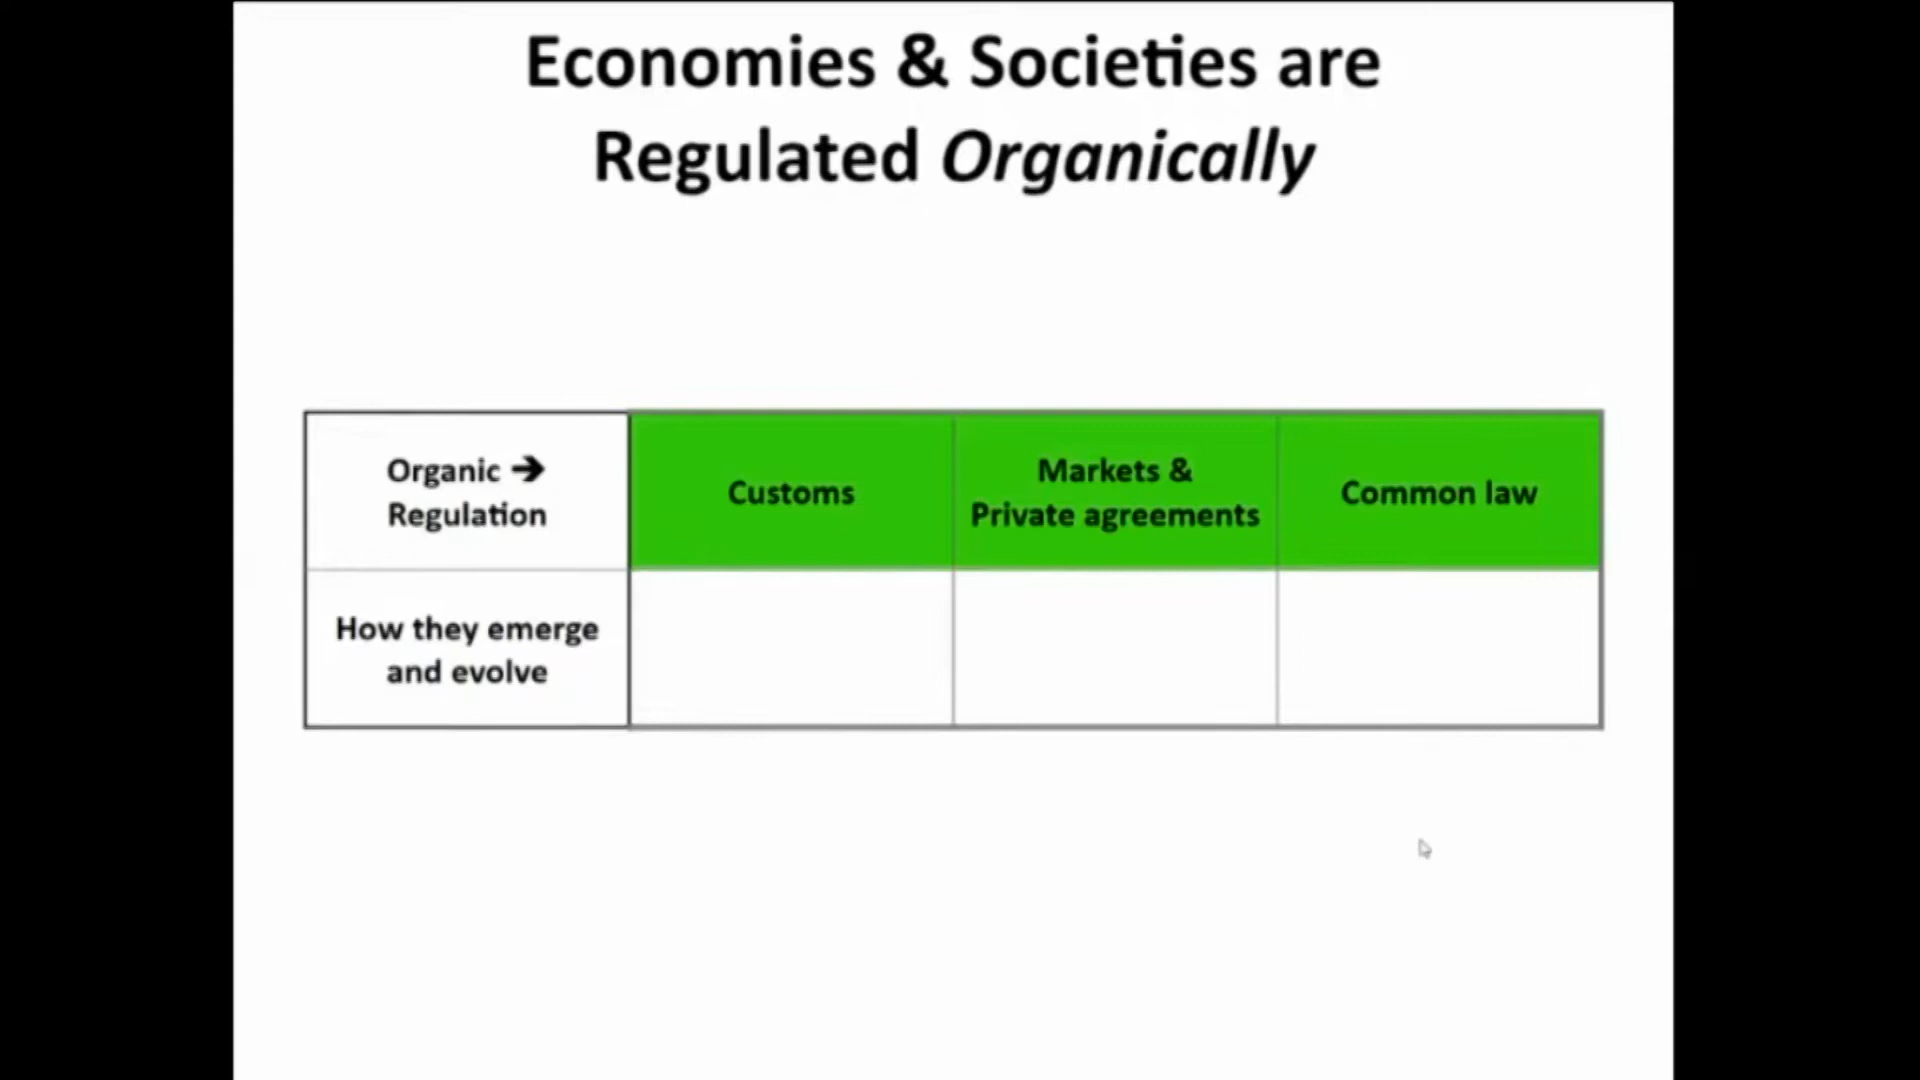 Economies & Societies are
Regulated Organically
Organic ➔
Regulation
Customs
Markets &
Private agreements
Common law
How they emerge
and evolve